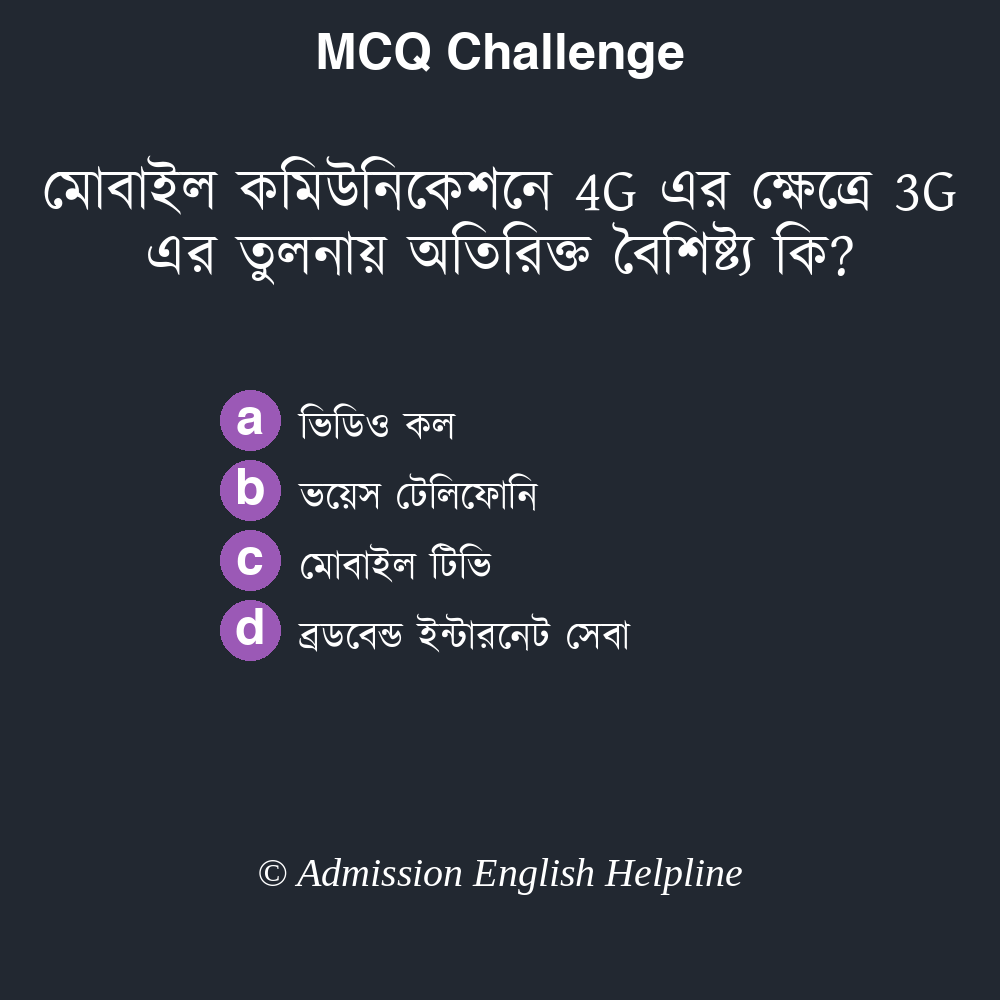 MCQ Challenge
মোবাইল কমিউনিকেশনে 4G এর ক্ষেত্রে 3G
এর তুলনায় অতিরিক্ত বৈশিষ্ট্য কি?
a ভিডিও কল
b ভয়েস টেলিফোনি
c মোবাইল টিভি
d ব্রডবেন্ড ইন্টারনেট সেবা
© Admission English Helpline